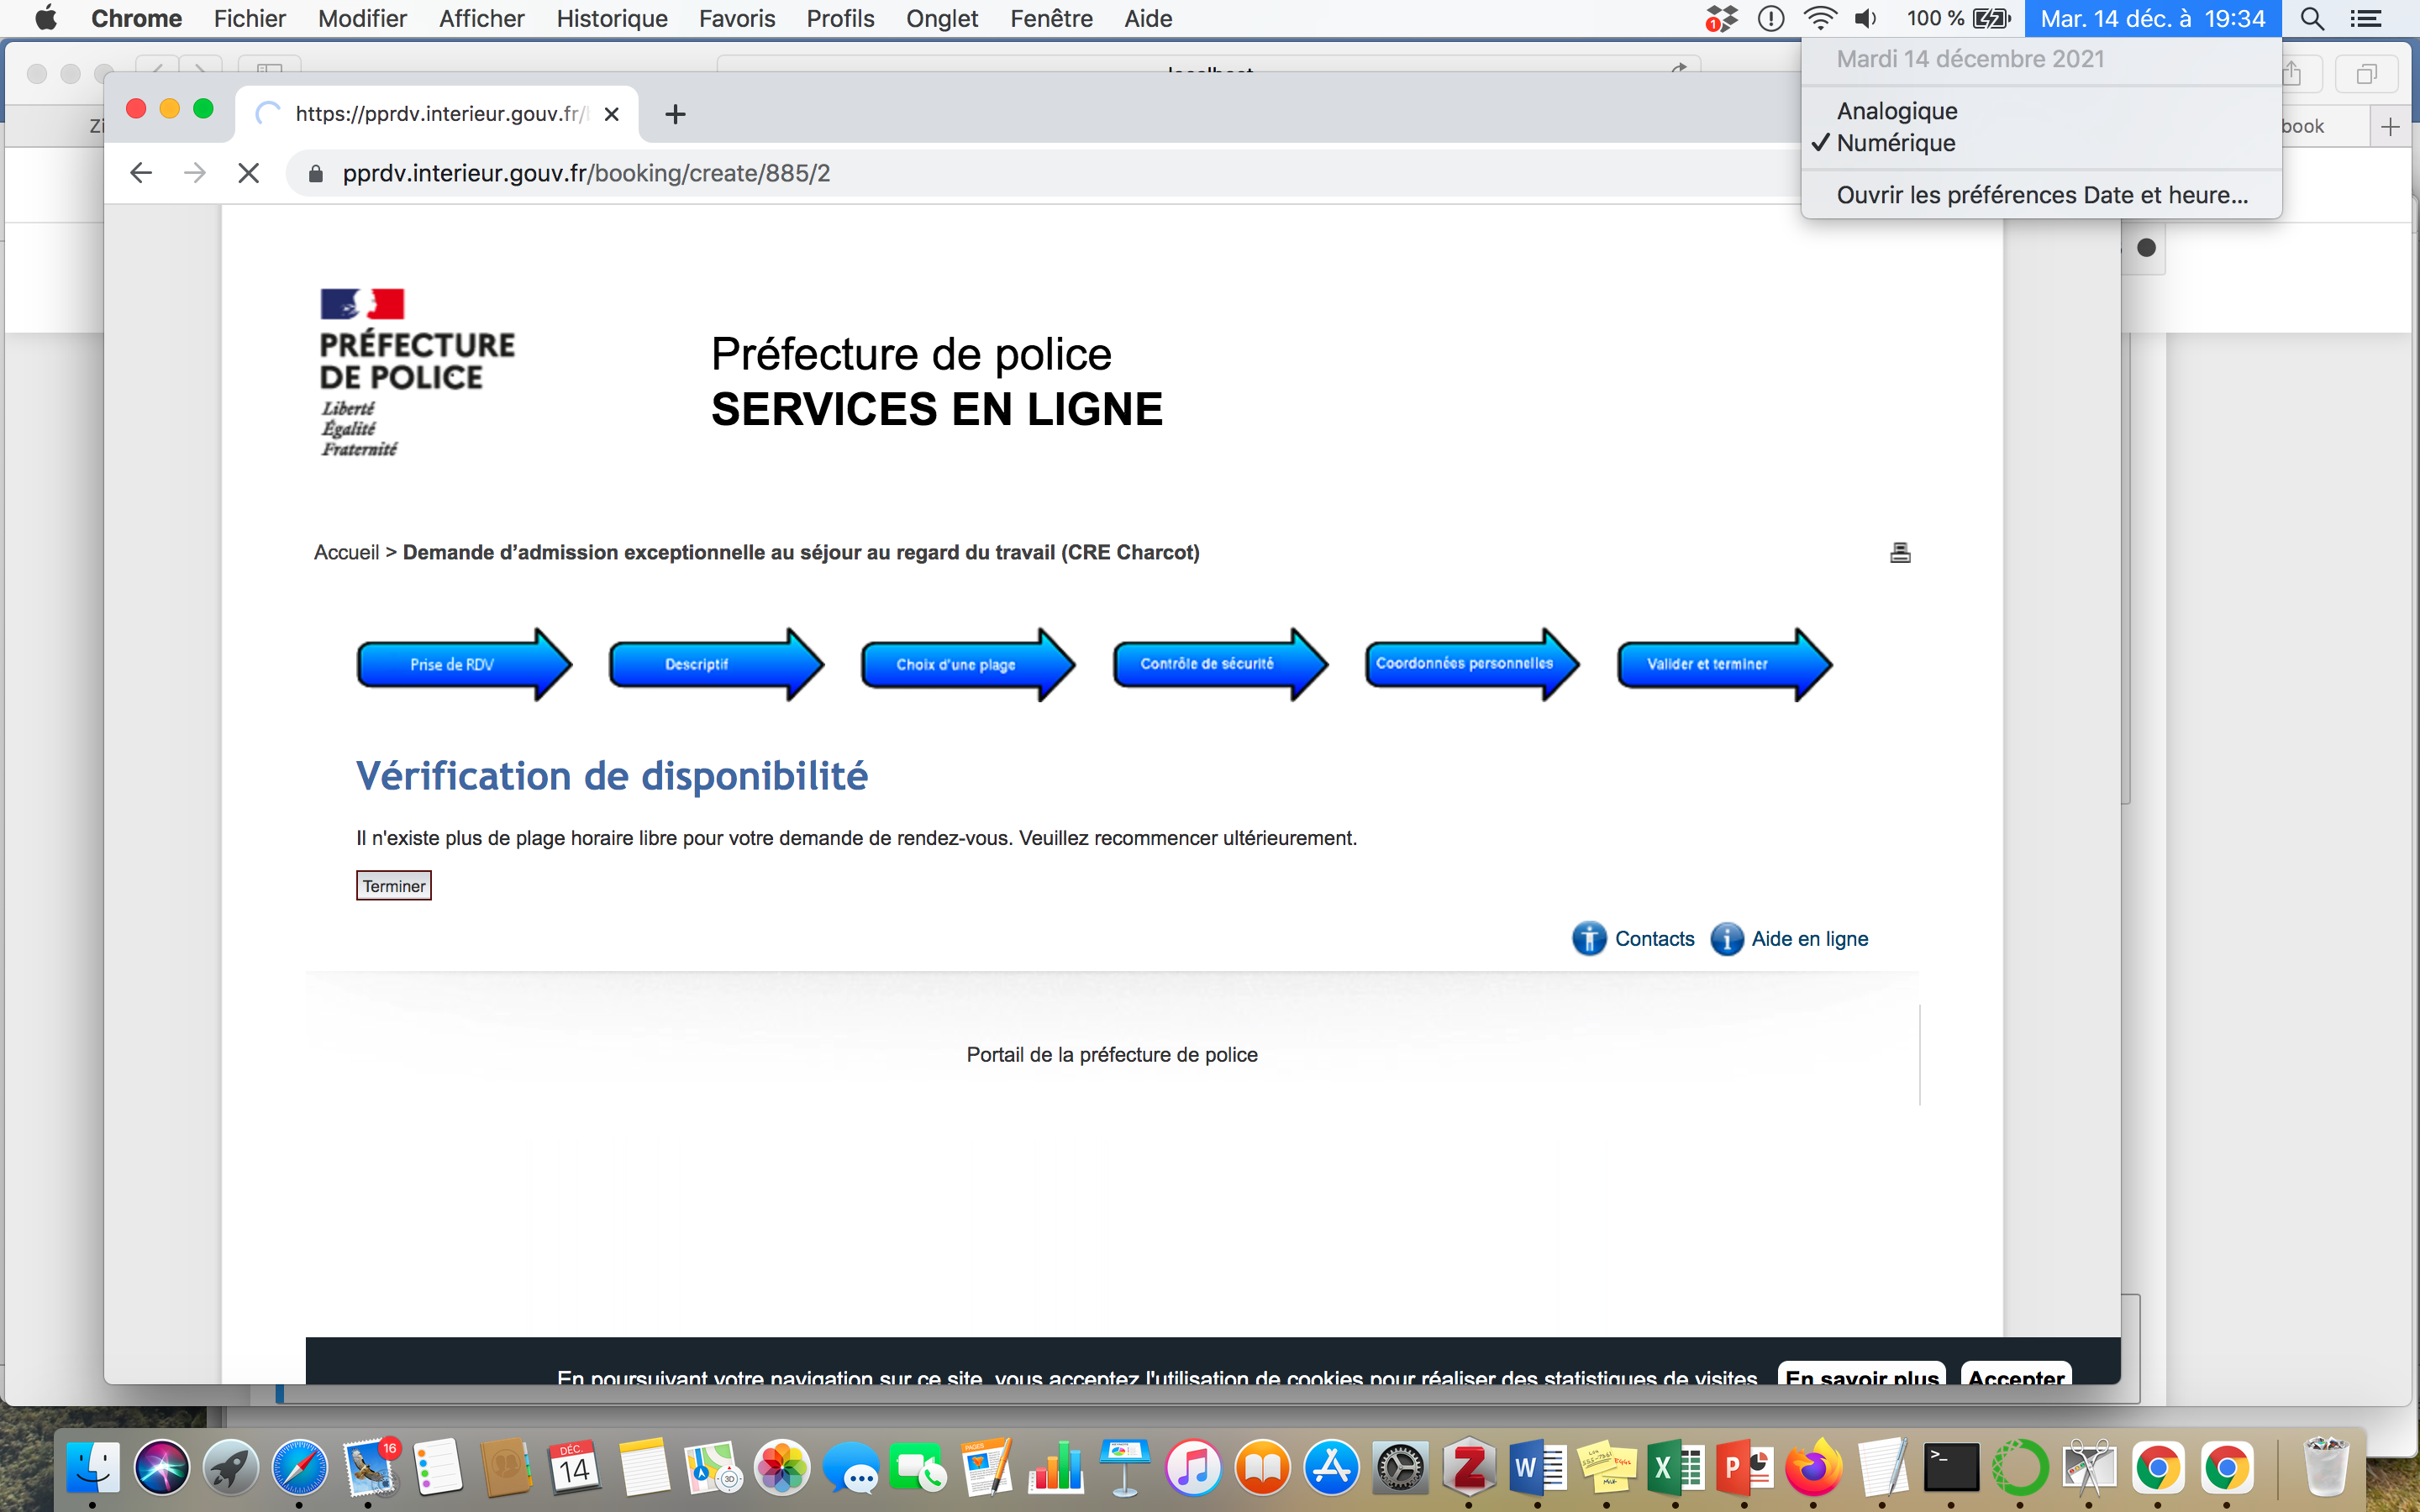 Chrome Fichier Modifier Afficher Historique Favoris Profils Onglet Fenêtre Aide 1 100 % Mar. 14 déc. à 19:34
Mardi 14 décembre 2021
Analogique
✓ Numérique
Ouvrir les préférences Date et heure...
https://pprdv.interieur.gouv.fr/
book
pprdv.interieur.gouv.fr/booking/create/885/2
PRÉFECTURE
DE POLICE
Liberté
Égalité
Fraternité
Préfecture de police
SERVICES EN LIGNE
Accueil > Demande d’admission exceptionnelle au séjour au regard du travail (CRE Charcot)
Prise de RDV Descriptif Choix d'une plage Contrôle de sécurité Coordonnées personnelles Valider et terminer
Vérification de disponibilité
Il n'existe plus de plage horaire libre pour votre demande de rendez-vous. Veuillez recommencer ultérieurement.
Terminer
Contacts Aide en ligne
Portail de la préfecture de police
En poursuivant votre navigation sur ce site, vous acceptez l'utilisation de cookies pour réaliser des statistiques de visites En savoir plus Accepter
16 DÉC. 14 3D PAGES Z W X P >_